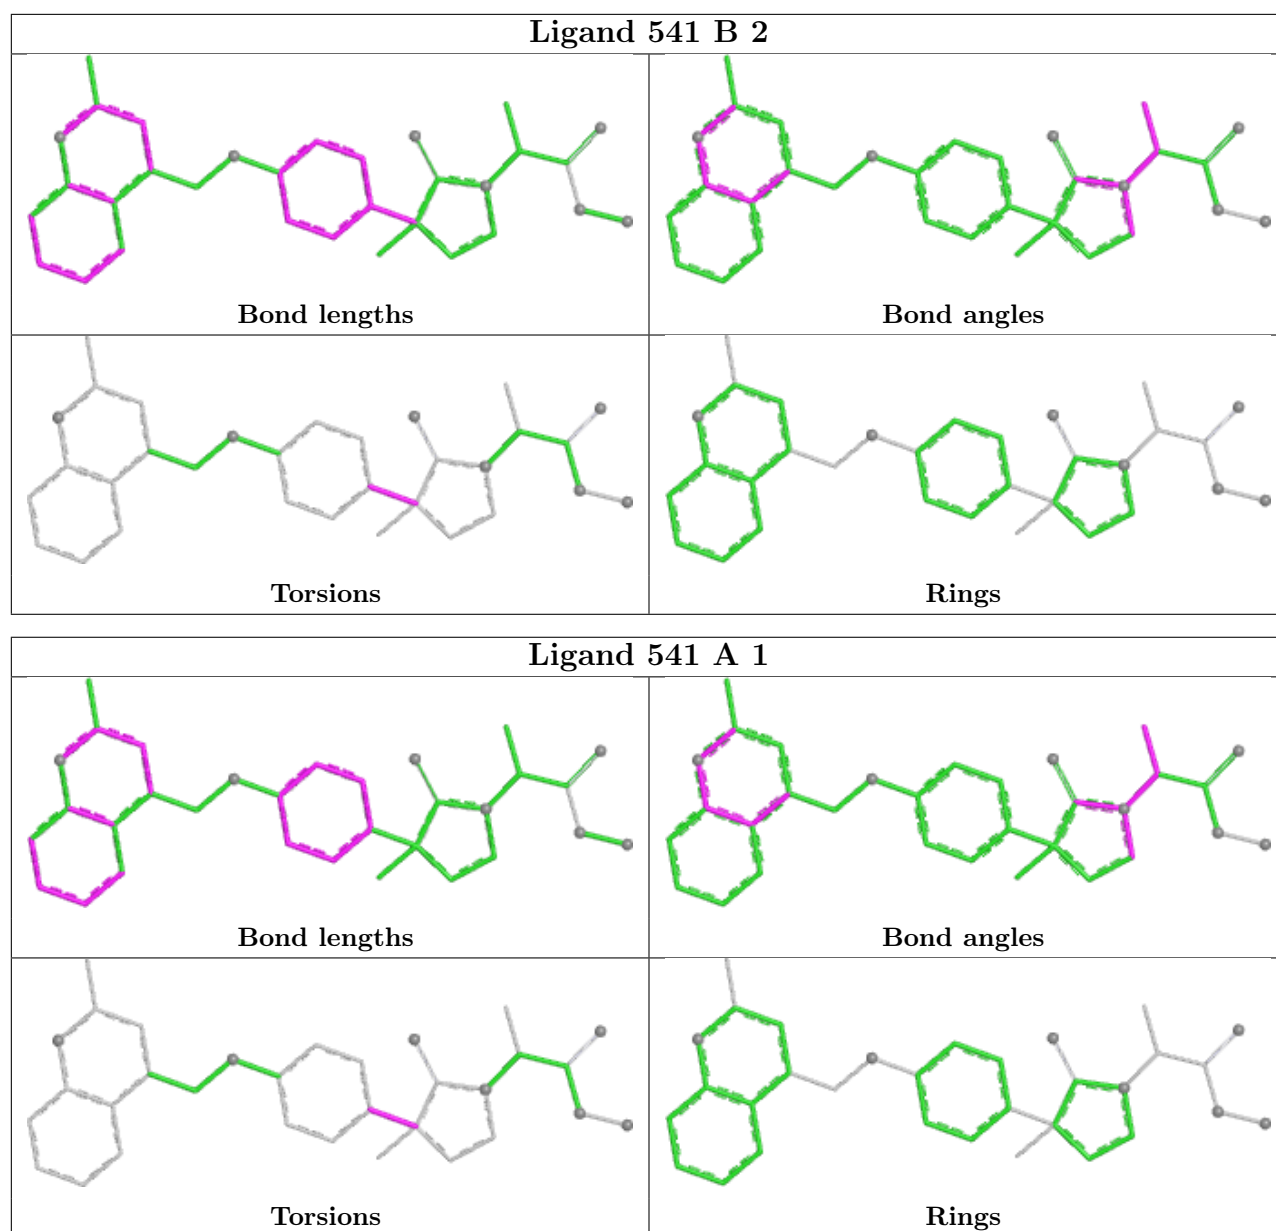 Ligand 541 B 2
Bond lengths
Bond angles
Torsions
Rings
Ligand 541 A 1
Bond lengths
Bond angles
Torsions
Rings